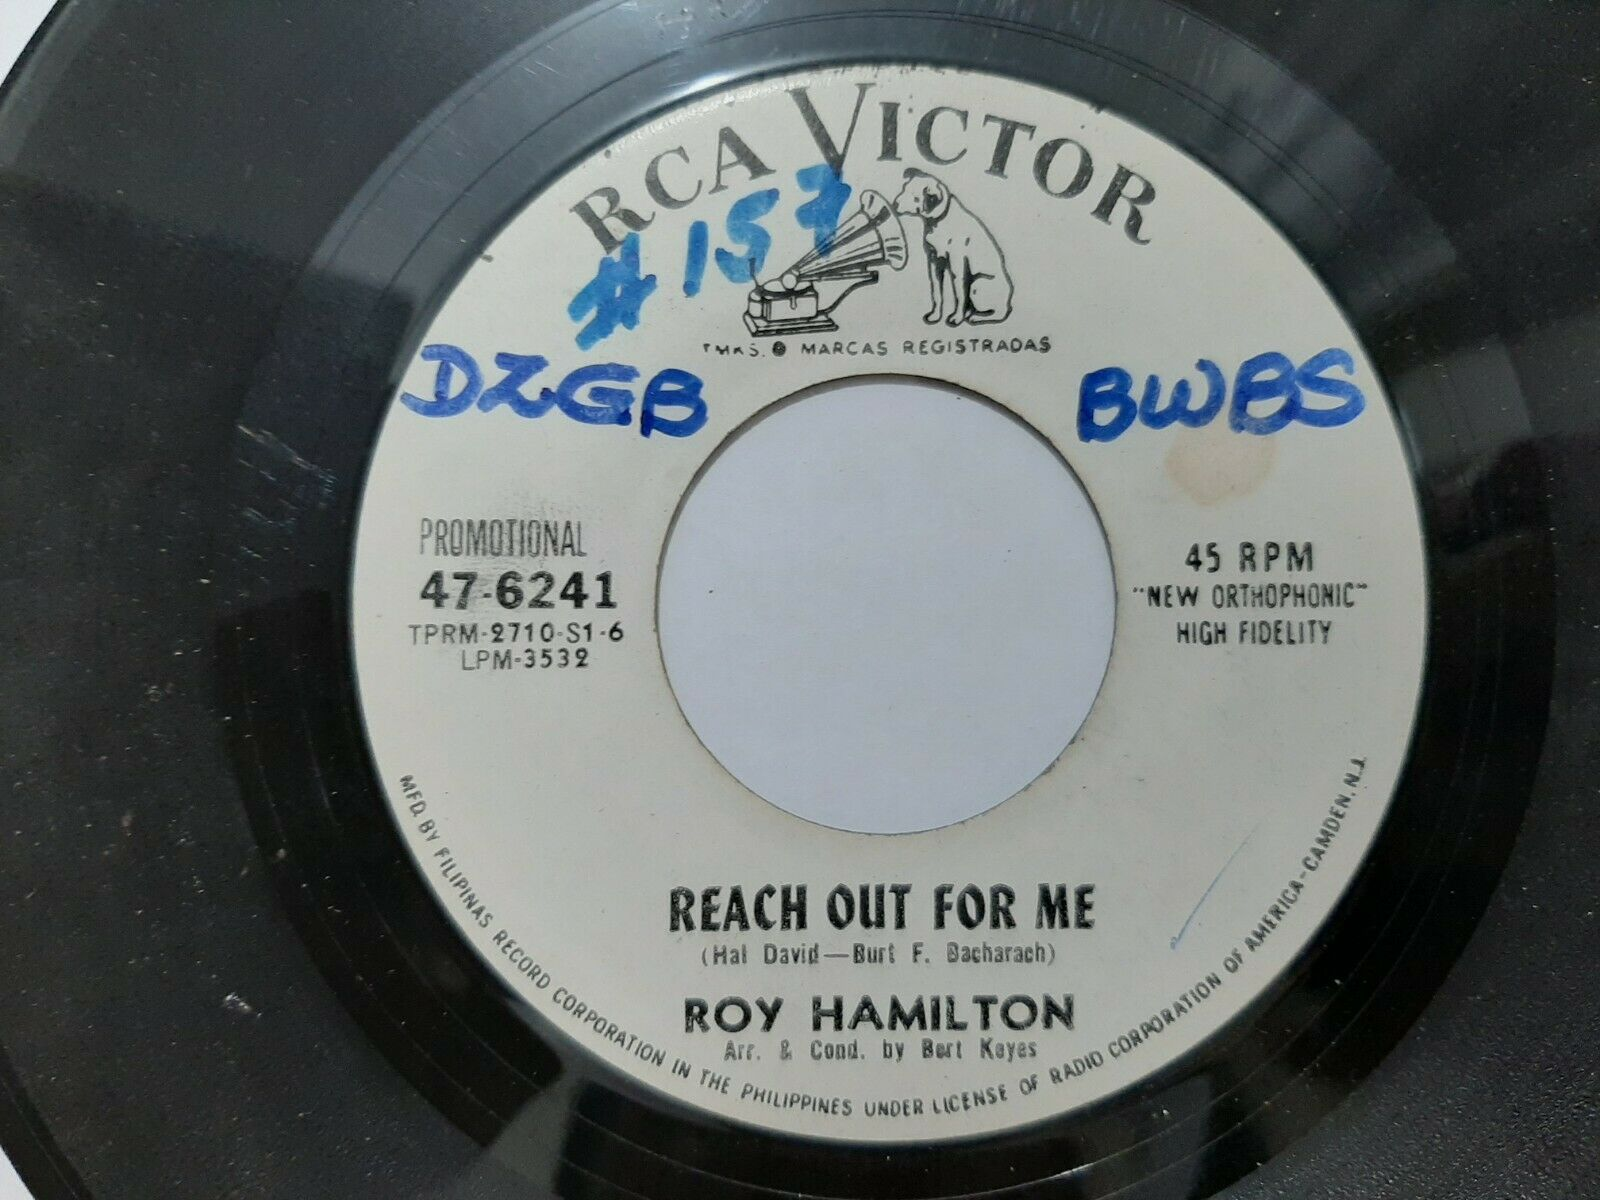 RCA VICTOR
#157
TMKS. ® MARCAS REGISTRADAS
DZGB
BWBS
PROMOTIONAL
47-6241
TPRM-2710-S1-6
LPM-3532
45 RPM
"NEW ORTHOPHONIC"
HIGH FIDELITY
REACH OUT FOR ME
(Hal David—Burt F. Bacharach)
ROY HAMILTON
Arr. & Cond. by Bert Keyes
MFD. BY FILIPINAS RECORD CORPORATION IN THE PHILIPPINES UNDER LICENSE OF RADIO CORPORATION OF AMERICA-CAMDEN, N.J.